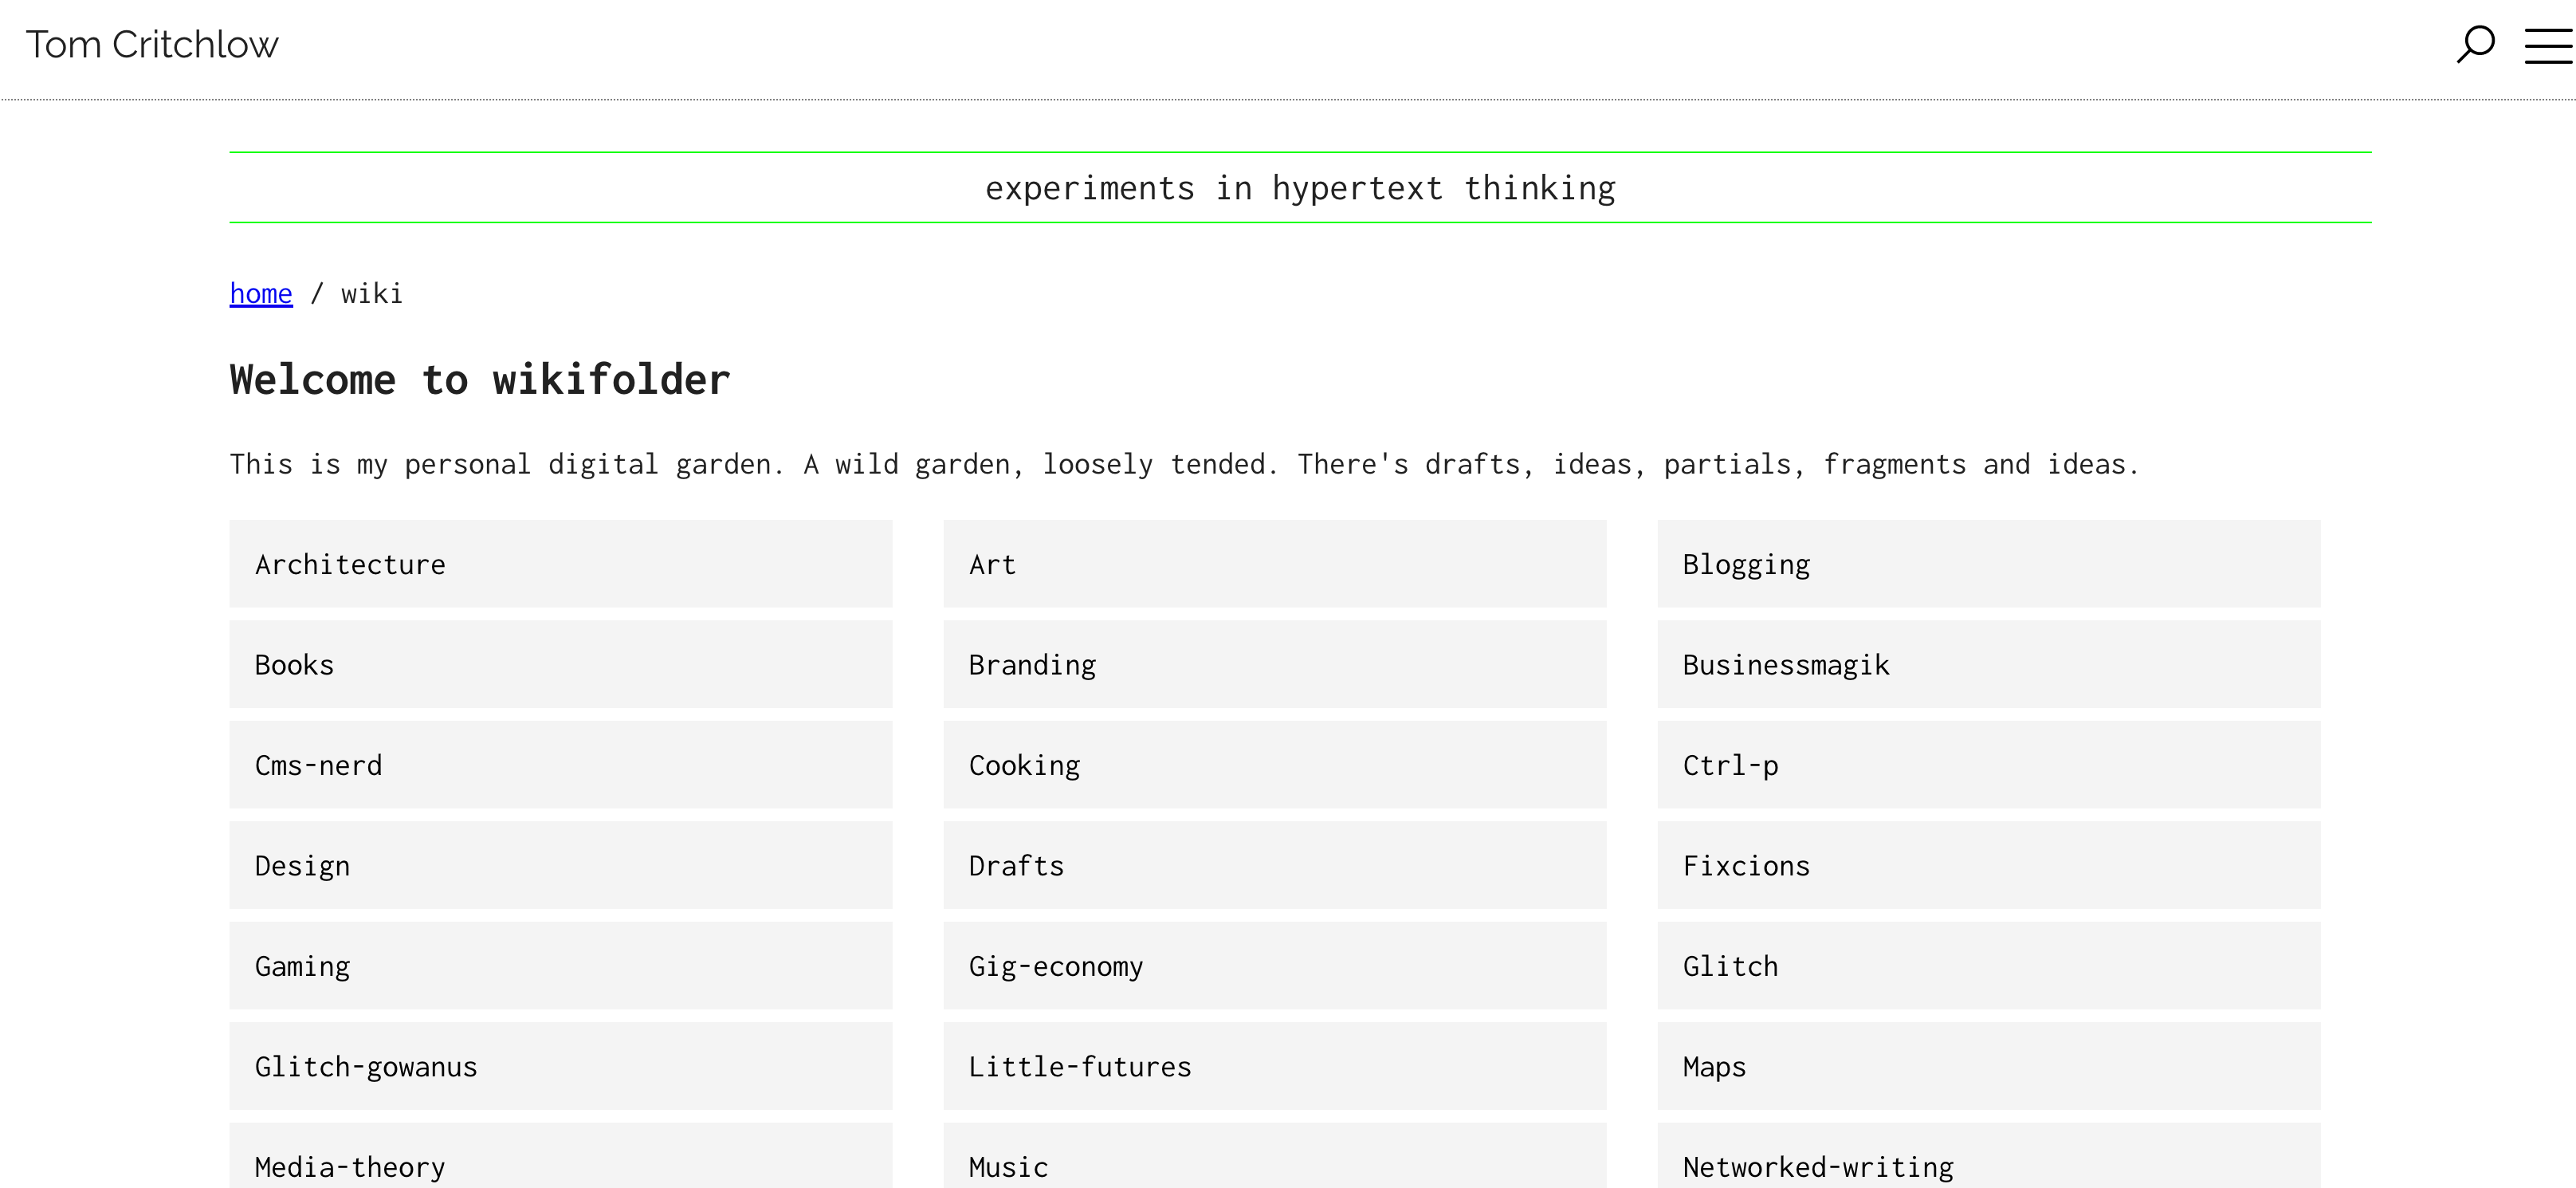 Tom Critchlow
experiments in hypertext thinking
home / wiki
Welcome to wikifolder
This is my personal digital garden. A wild garden, loosely tended. There's drafts, ideas, partials, fragments and ideas.
Architecture
Art
Blogging
Books
Branding
Businessmagik
Cms-nerd
Cooking
Ctrl-p
Design
Drafts
Fixcions
Gaming
Gig-economy
Glitch
Glitch-gowanus
Little-futures
Maps
Media-theory
Music
Networked-writing